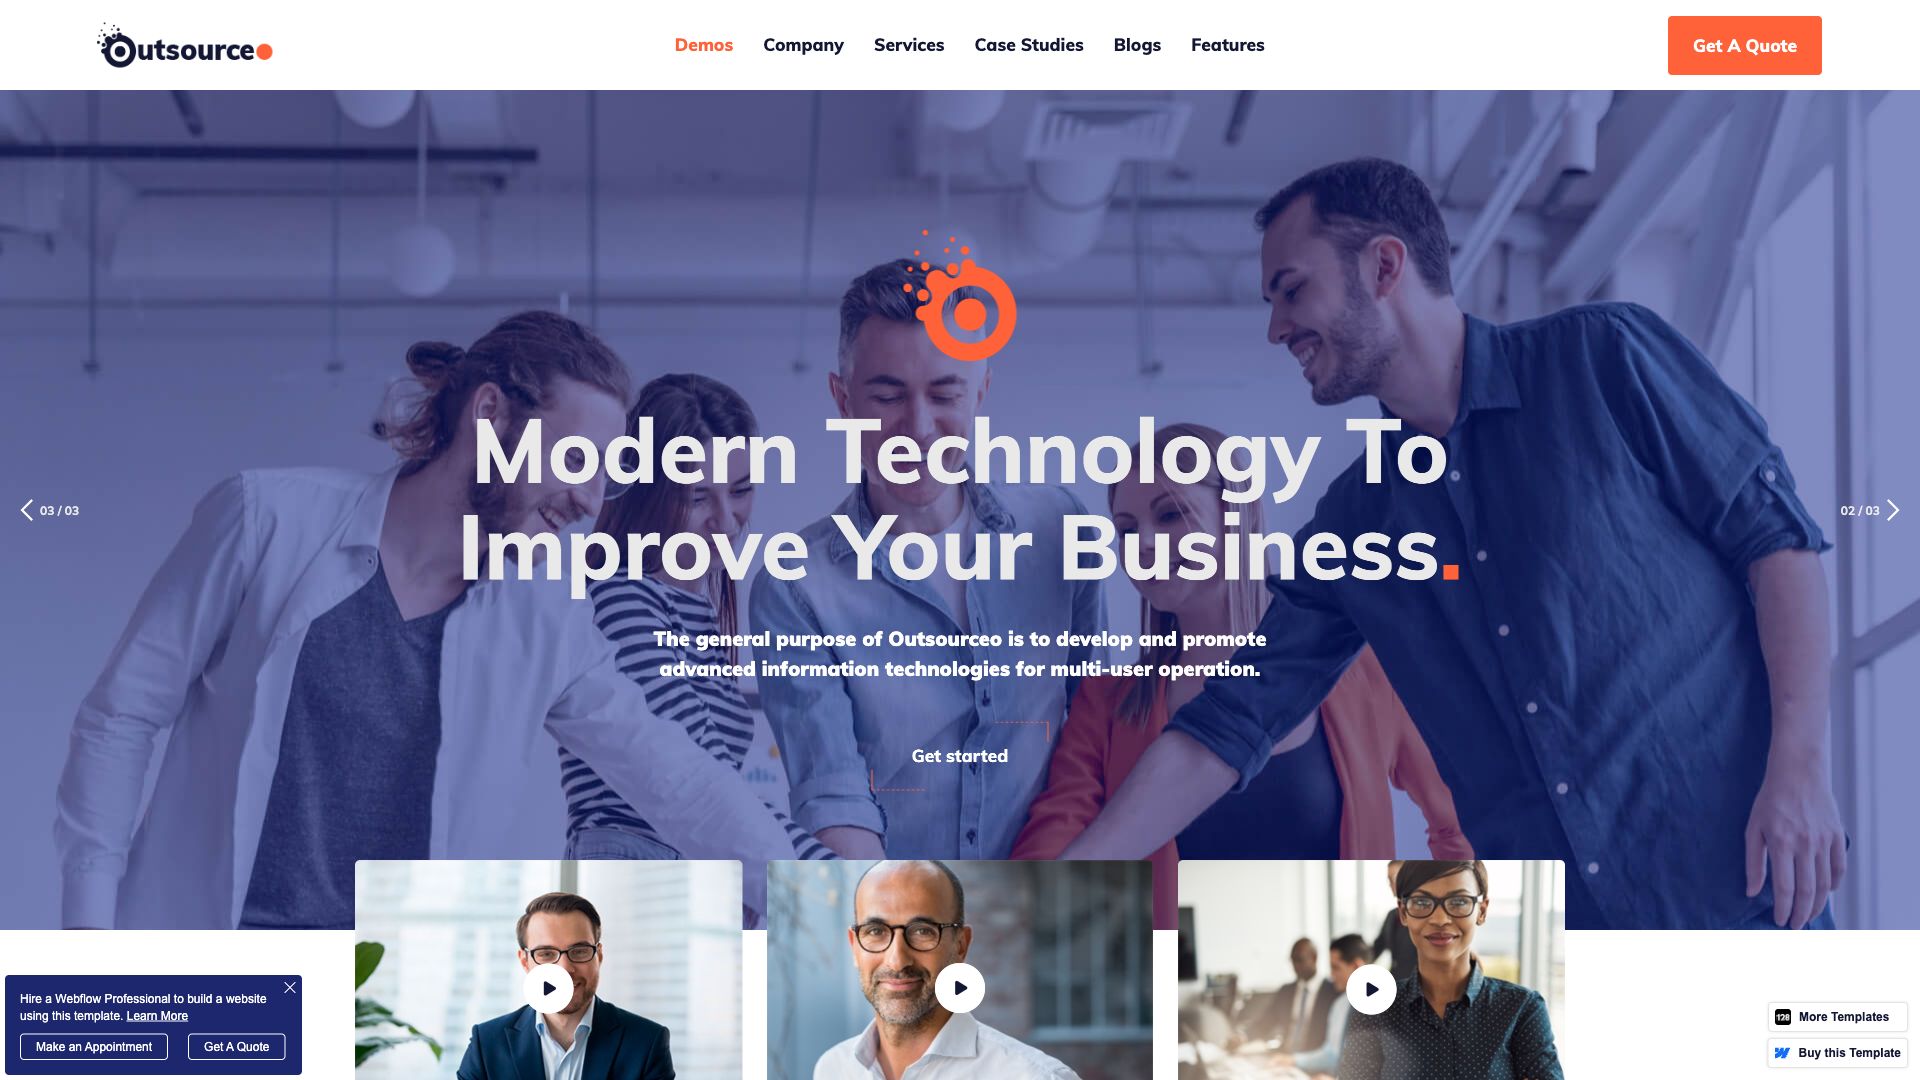 Outsource
Demos Company Services Case Studies Blogs Features
Get A Quote
Modern Technology To
Improve Your Business.
03 / 03
02 / 03
The general purpose of Outsourceo is to develop and promote
advanced information technologies for multi-user operation.
Get started
Hire a Webflow Professional to build a website
using this template. Learn More
Make an Appointment
Get A Quote
128 More Templates
Buy this Template